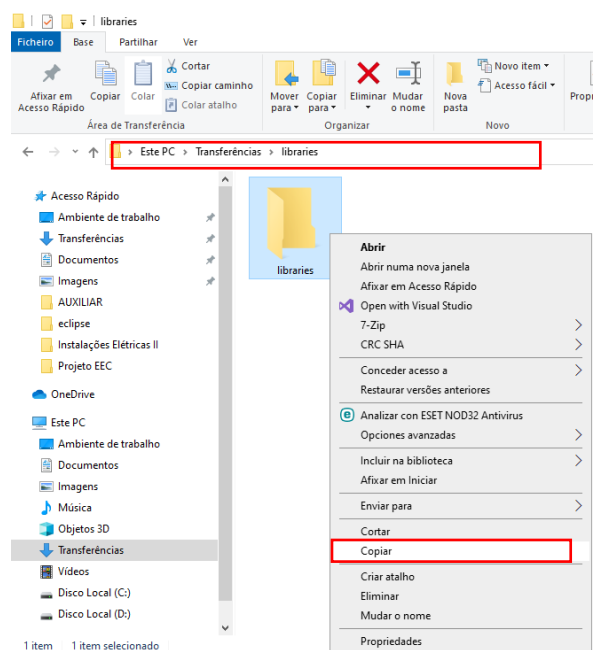 libraries
Ficheiro Base Partilhar Ver
Afixar em Acesso Rápido
Copiar
Colar
Cortar
Copiar caminho
Colar atalho
Mover para
Copiar para
Eliminar
Mudar o nome
Nova pasta
Novo item
Acesso fácil
Área de Transferência
Organizar
Novo
Este PC > Transferências > libraries
Acesso Rápido
Ambiente de trabalho
Transferências
Documentos
Imagens
AUXILIAR
eclipse
Instalações Elétricas II
Projeto EEC
OneDrive
Este PC
Ambiente de trabalho
Documentos
Imagens
Música
Objetos 3D
Transferências
Vídeos
Disco Local (C:)
Disco Local (D:)
1 item 1 item selecionado
libraries
Abrir
Abrir numa nova janela
Afixar em Acesso Rápido
Open with Visual Studio
7-Zip
CRC SHA
Conceder acesso a
Restaurar versões anteriores
Analizar con ESET NOD32 Antivirus
Opciones avanzadas
Incluir na biblioteca
Afixar em Iniciar
Enviar para
Cortar
Copiar
Criar atalho
Eliminar
Mudar o nome
Propriedades